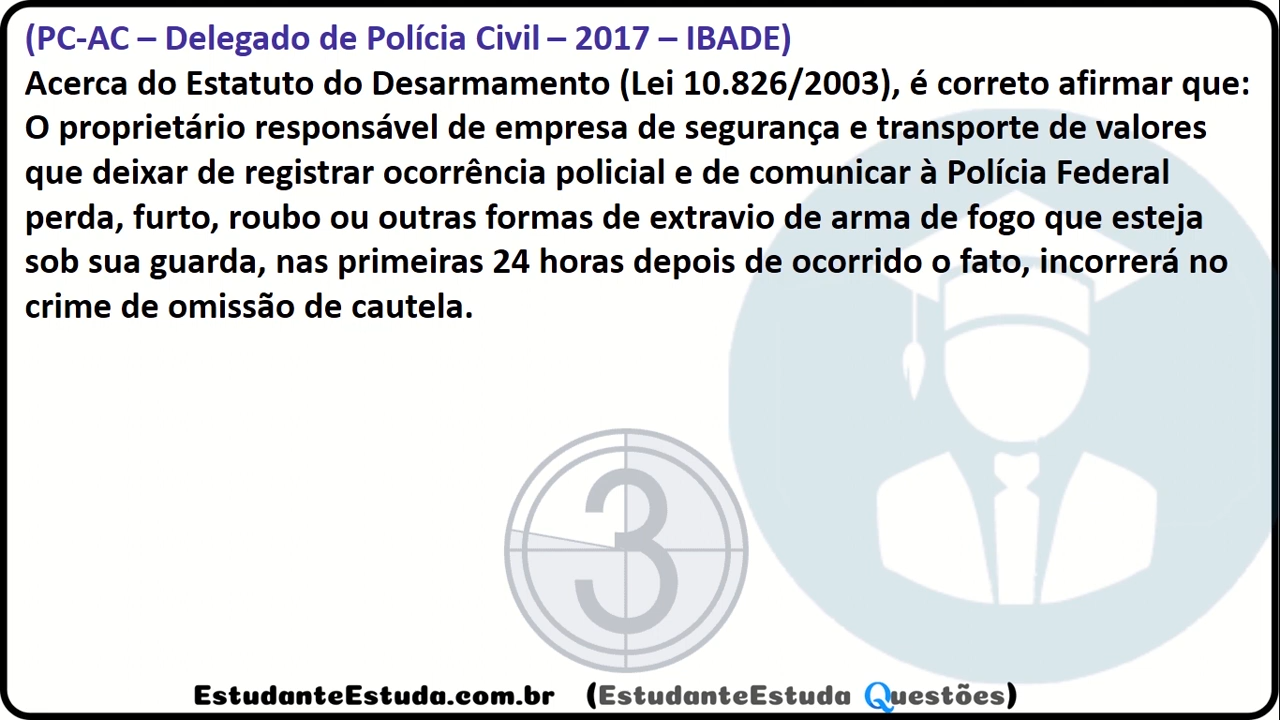 (PC-AC – Delegado de Polícia Civil – 2017 – IBADE)
Acerca do Estatuto do Desarmamento (Lei 10.826/2003), é correto afirmar que:
O proprietário responsável de empresa de segurança e transporte de valores
que deixar de registrar ocorrência policial e de comunicar à Polícia Federal
perda, furto, roubo ou outras formas de extravio de arma de fogo que esteja
sob sua guarda, nas primeiras 24 horas depois de ocorrido o fato, incorrerá no
crime de omissão de cautela.
3
EstudanteEstuda.com.br (EstudanteEstuda Questões)